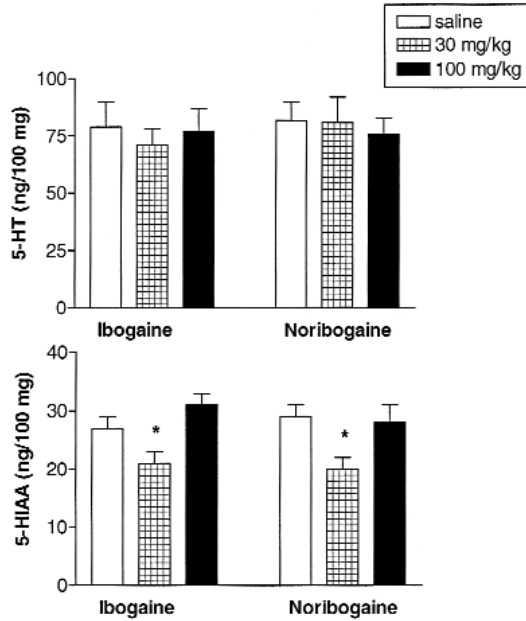 saline
30 mg/kg
100 mg/kg
5-HT (ng/100 mg)
100
75
50
25
0
Ibogaine Noribogaine
5-HIAA (ng/100 mg)
40
30
20
10
0
* *
Ibogaine Noribogaine